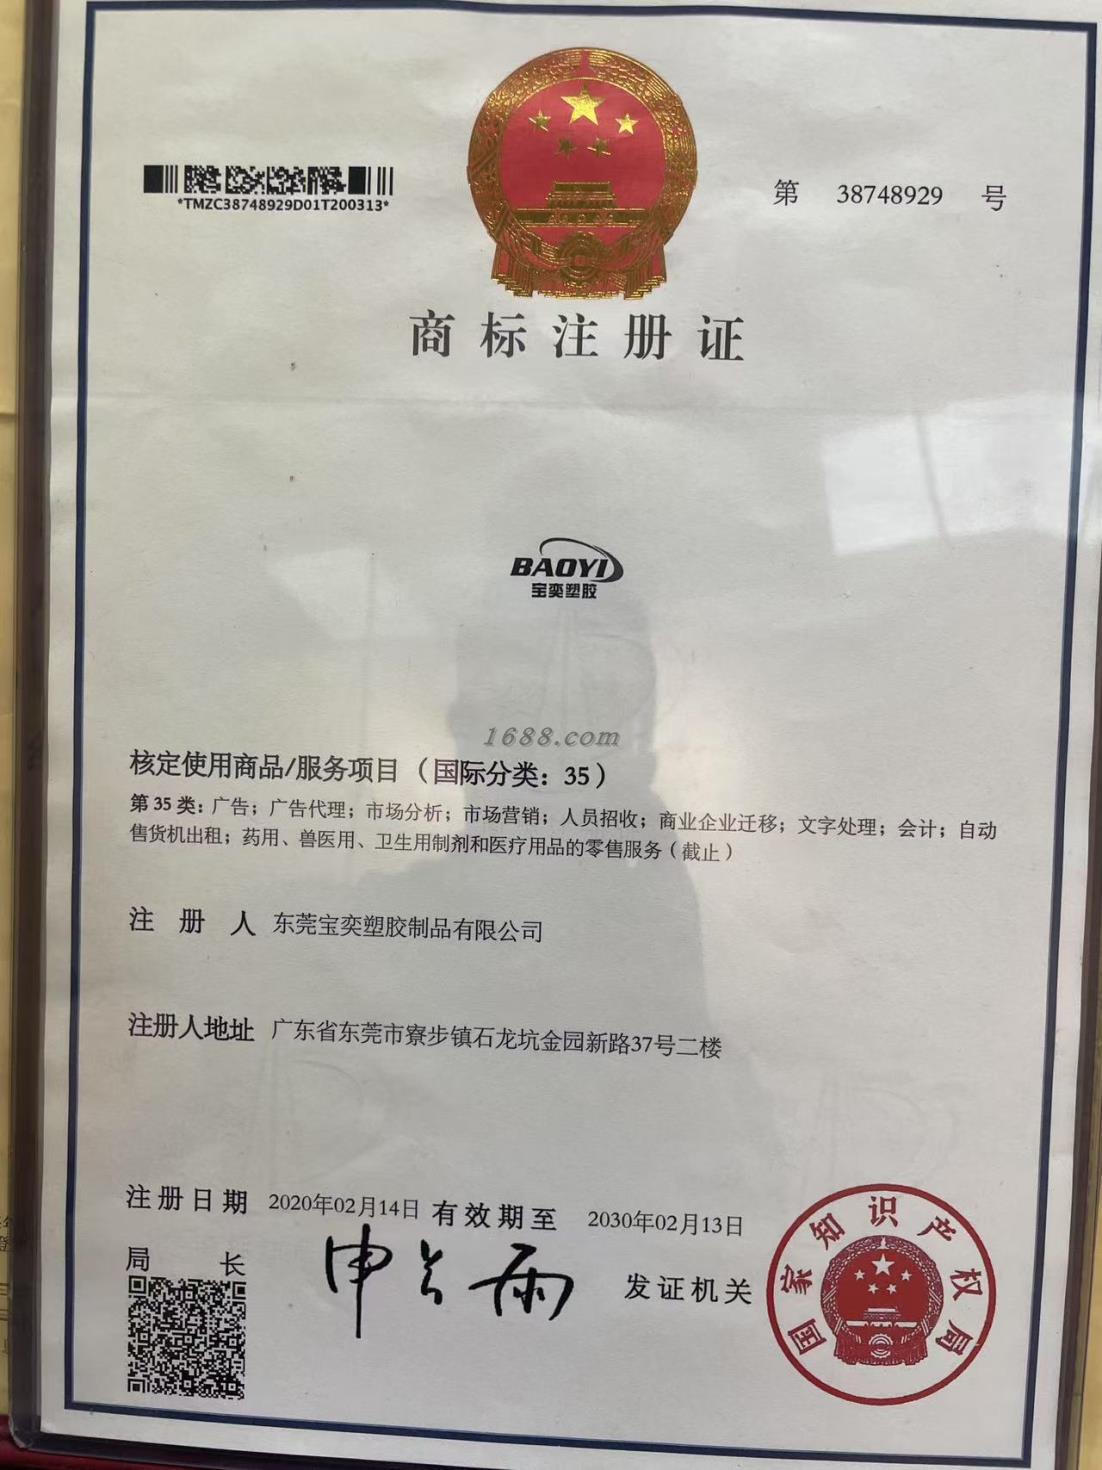 *TMZC38748929D01T200313*
第 38748929 号
商标注册证
BAOYI
宝奕塑胶
1688.com
核定使用商品/服务项目（国际分类：35）
第 35 类：广告；广告代理；市场分析；市场营销；人员招收；商业企业迁移；文字处理；会计；自动
售货机出租；药用、兽医用、卫生用制剂和医疗用品的零售服务（截止）
注册人 东莞宝奕塑胶制品有限公司
注册人地址 广东省东莞市寮步镇石龙坑金园新路37号二楼
注册日期 2020年02月14日 有效期至 2030年02月13日
局长 申长雨 发证机关
国家知识产权局